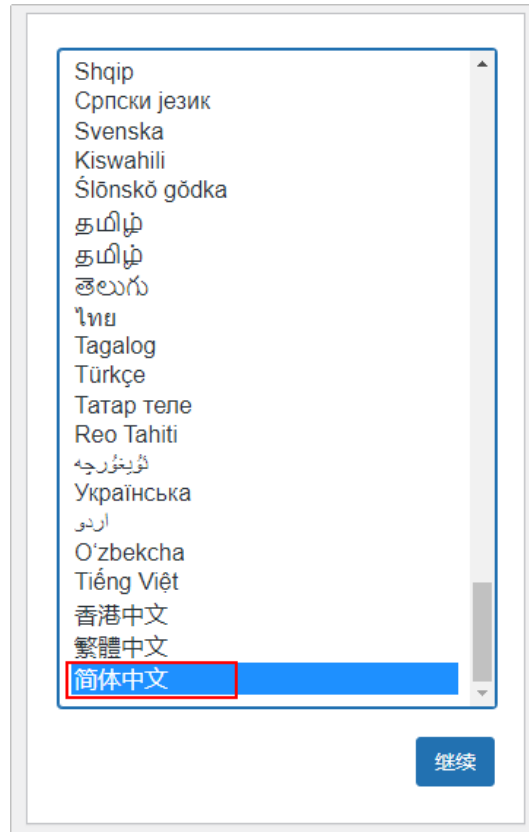 Shqip
Српски језик
Svenska
Kiswahili
Ślōnskŏ gŏdka
தமிழ்
தமிழ்
తెలుగు
ไทย
Tagalog
Türkçe
Татар теле
Reo Tahiti
ئۇيغۇرچە
Українська
اردو
O‘zbekcha
Tiếng Việt
香港中文
繁體中文
简体中文
继续